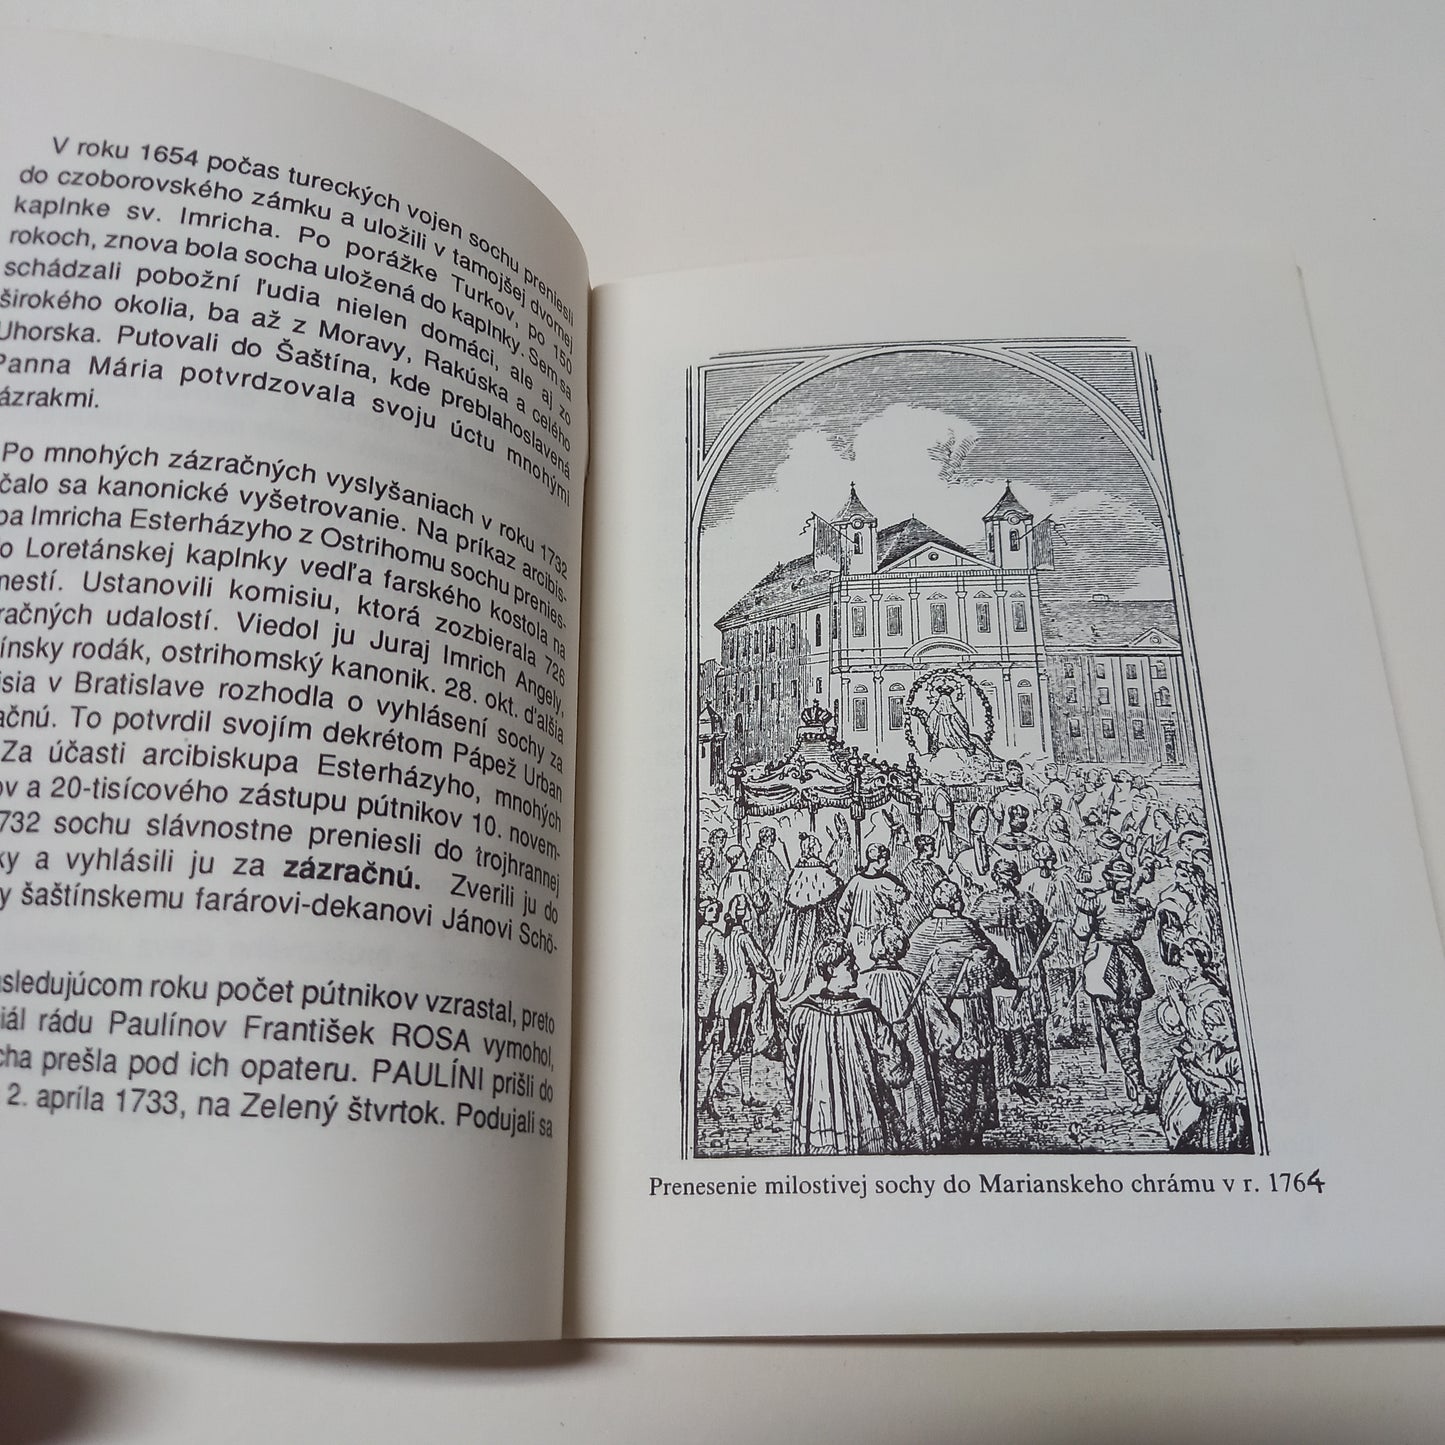 V roku 1654 počas tureckých vojen sochu preniesli
do czoborovského zámku a uložili v tamojšej dvornej
kaplnke sv. Imricha. Po porážke Turkov, po 150
rokoch, znova bola socha uložená do kaplnky. Sem sa
schádzali pobožní ľudia nielen domáci, ale aj zo
širokého okolia, ba až z Moravy, Rakúska a celého
Uhorska. Putovali do Šaštína, kde preblahoslavená
Panna Mária potvrdzovala svoju úctu mnohými
ázrakmi.
Po mnohých zázračných vyslyšaniach v roku 1732
čalo sa kanonické vyšetrovanie. Na príkaz arcibis-
pa Imricha Esterházyho z Ostrihomu sochu prenies-
o Loretánskej kaplnky vedľa farského kostola na
mestí. Ustanovili komisiu, ktorá zozbierala 726
račných udalostí. Viedol ju Juraj Imrich Angely,
ínsky rodák, ostrihomský kanonik. 28. okt. ďalšia
isia v Bratislave rozhodla o vyhlásení sochy za
ačnú. To potvrdil svojím dekrétom Pápež Urban
Za účasti arcibiskupa Esterházyho, mnohých
ov a 20-tisícového zástupu pútnikov 10. novem-
732 sochu slávnostne preniesli do trojhrannej
ky a vyhlásili ju za zázračnú. Zverili ju do
y šaštínskemu farárovi-dekanovi Jánovi Schö-
sledujúcom roku počet pútnikov vzrastal, preto
iál rádu Paulínov František ROSA vymohol,
cha prešla pod ich opateru. PAULÍNI prišli do
2. apríla 1733, na Zelený štvrtok. Podujali sa
Prenesenie milostivej sochy do Marianskeho chrámu v r. 1764